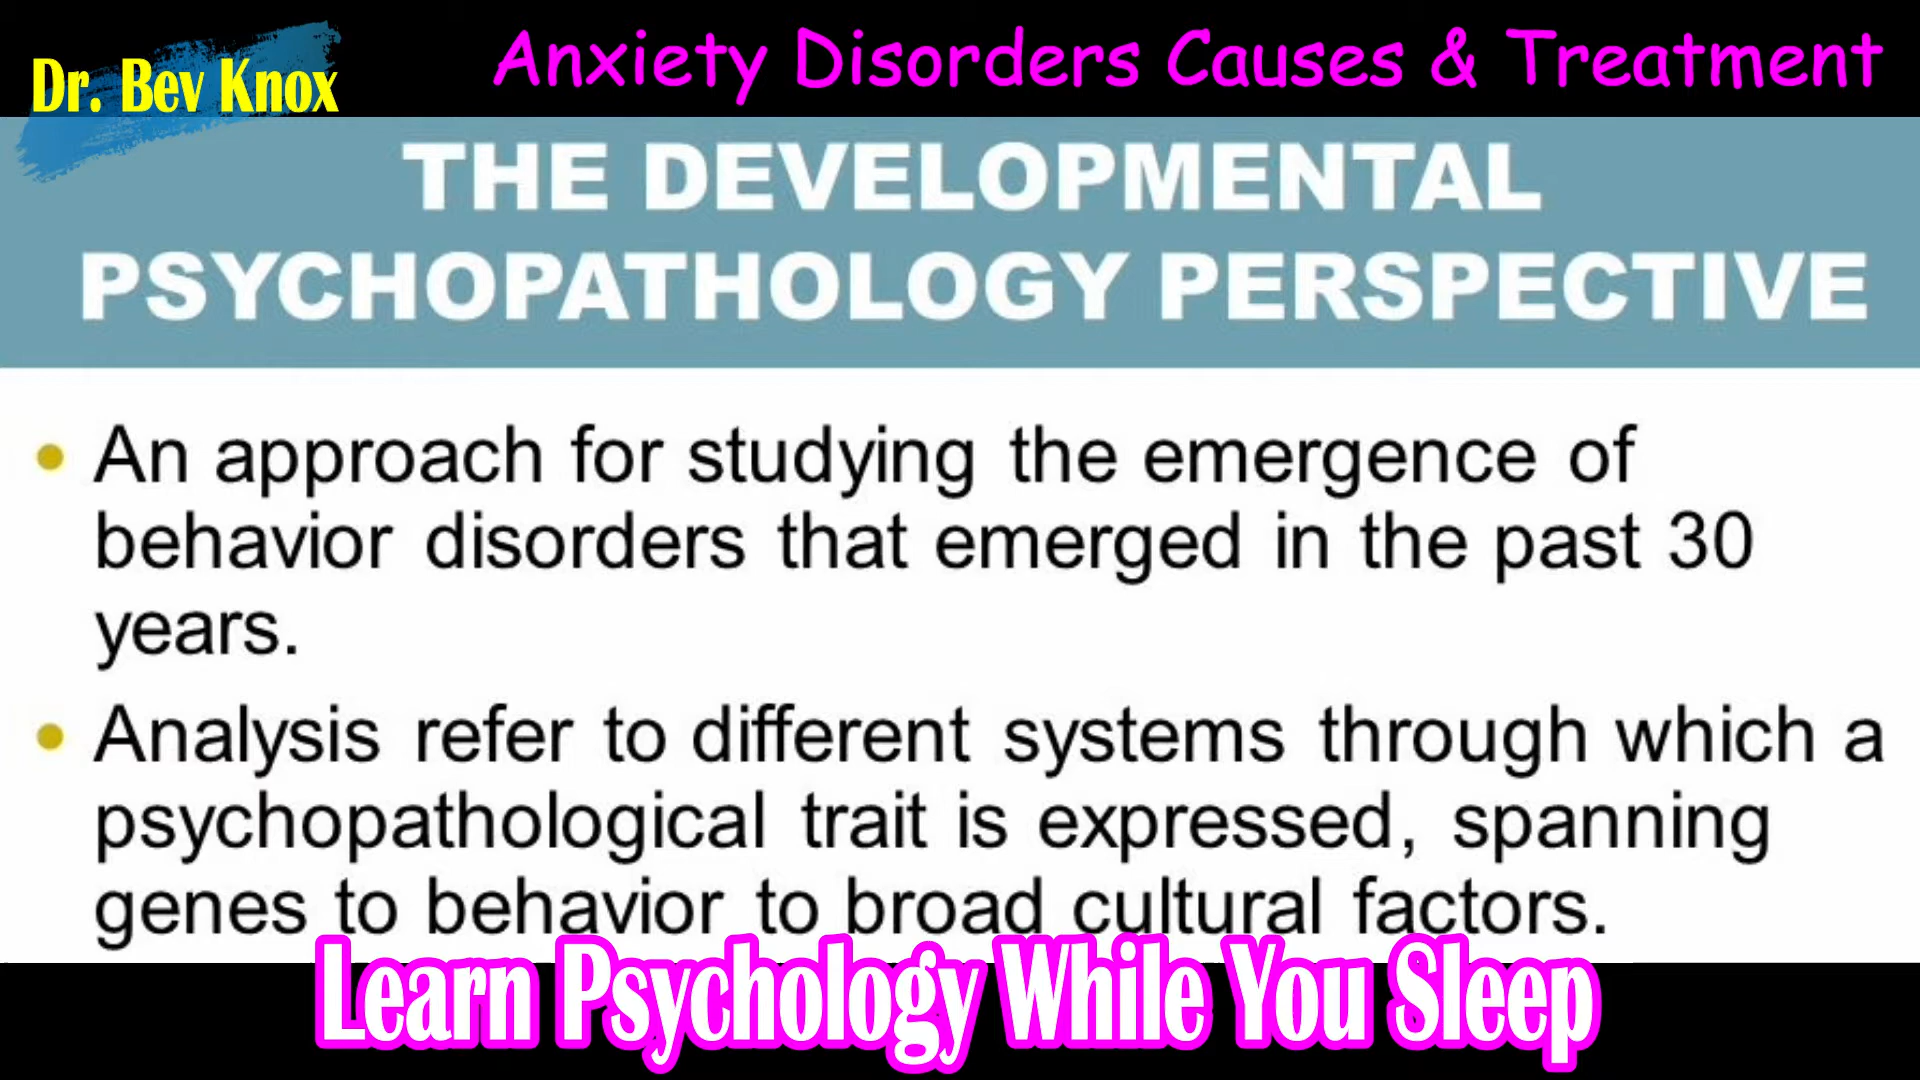 Dr. Bev Knox
Anxiety Disorders Causes & Treatment
THE DEVELOPMENTAL
PSYCHOPATHOLOGY PERSPECTIVE
• An approach for studying the emergence of
behavior disorders that emerged in the past 30
years.
• Analysis refer to different systems through which a
psychopathological trait is expressed, spanning
genes to behavior to broad cultural factors.
Learn Psychology While You Sleep